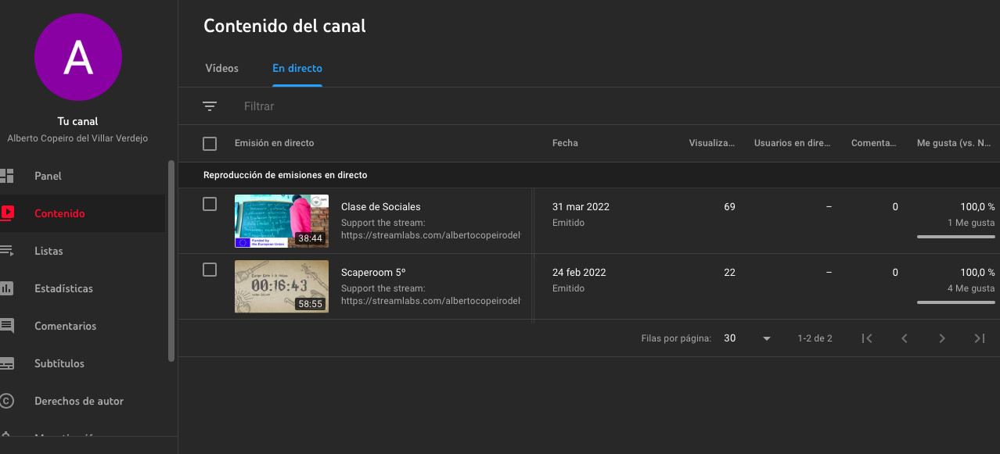 A
Tu canal
Alberto Copeiro del Villar Verdejo
Panel
Contenido
Listas
Estadísticas
Comentarios
Subtítulos
Derechos de autor
Contenido del canal
Vídeos En directo
Filtrar
Emisión en directo Fecha Visualiza... Usuarios en dire... Comenta... Me gusta (vs. N...
Reproducción de emisiones en directo
Clase de Sociales 31 mar 2022 69 – 0 100,0 %
Support the stream: Emitido 1 Me gusta
https://streamlabs.com/albertocopeirodel
38:44
Funded by
the European Union
Scaperoom 5º 24 feb 2022 22 – 0 100,0 %
Support the stream: Emitido 4 Me gusta
https://streamlabs.com/albertocopeirodel
00:16:43
58:55
Filas por página: 30 1-2 de 2